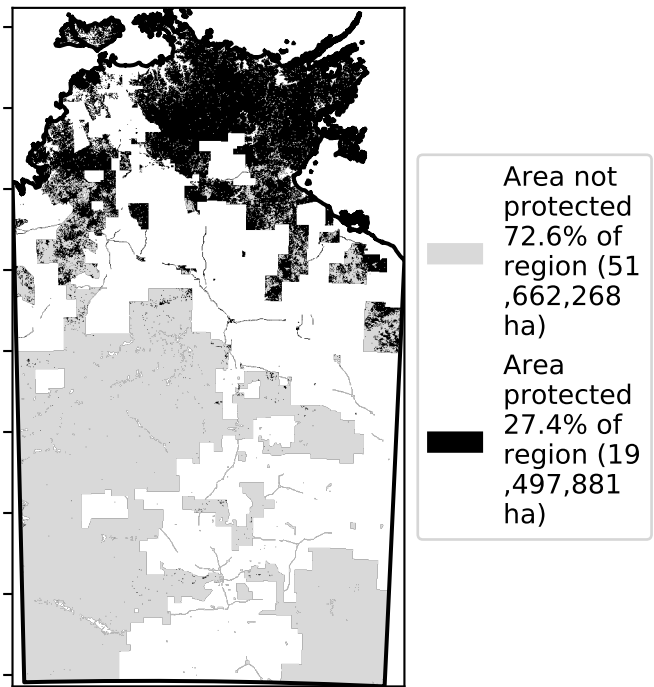 Area not
protected
72.6% of
region (51
,662,268
ha)
Area
protected
27.4% of
region (19
,497,881
ha)